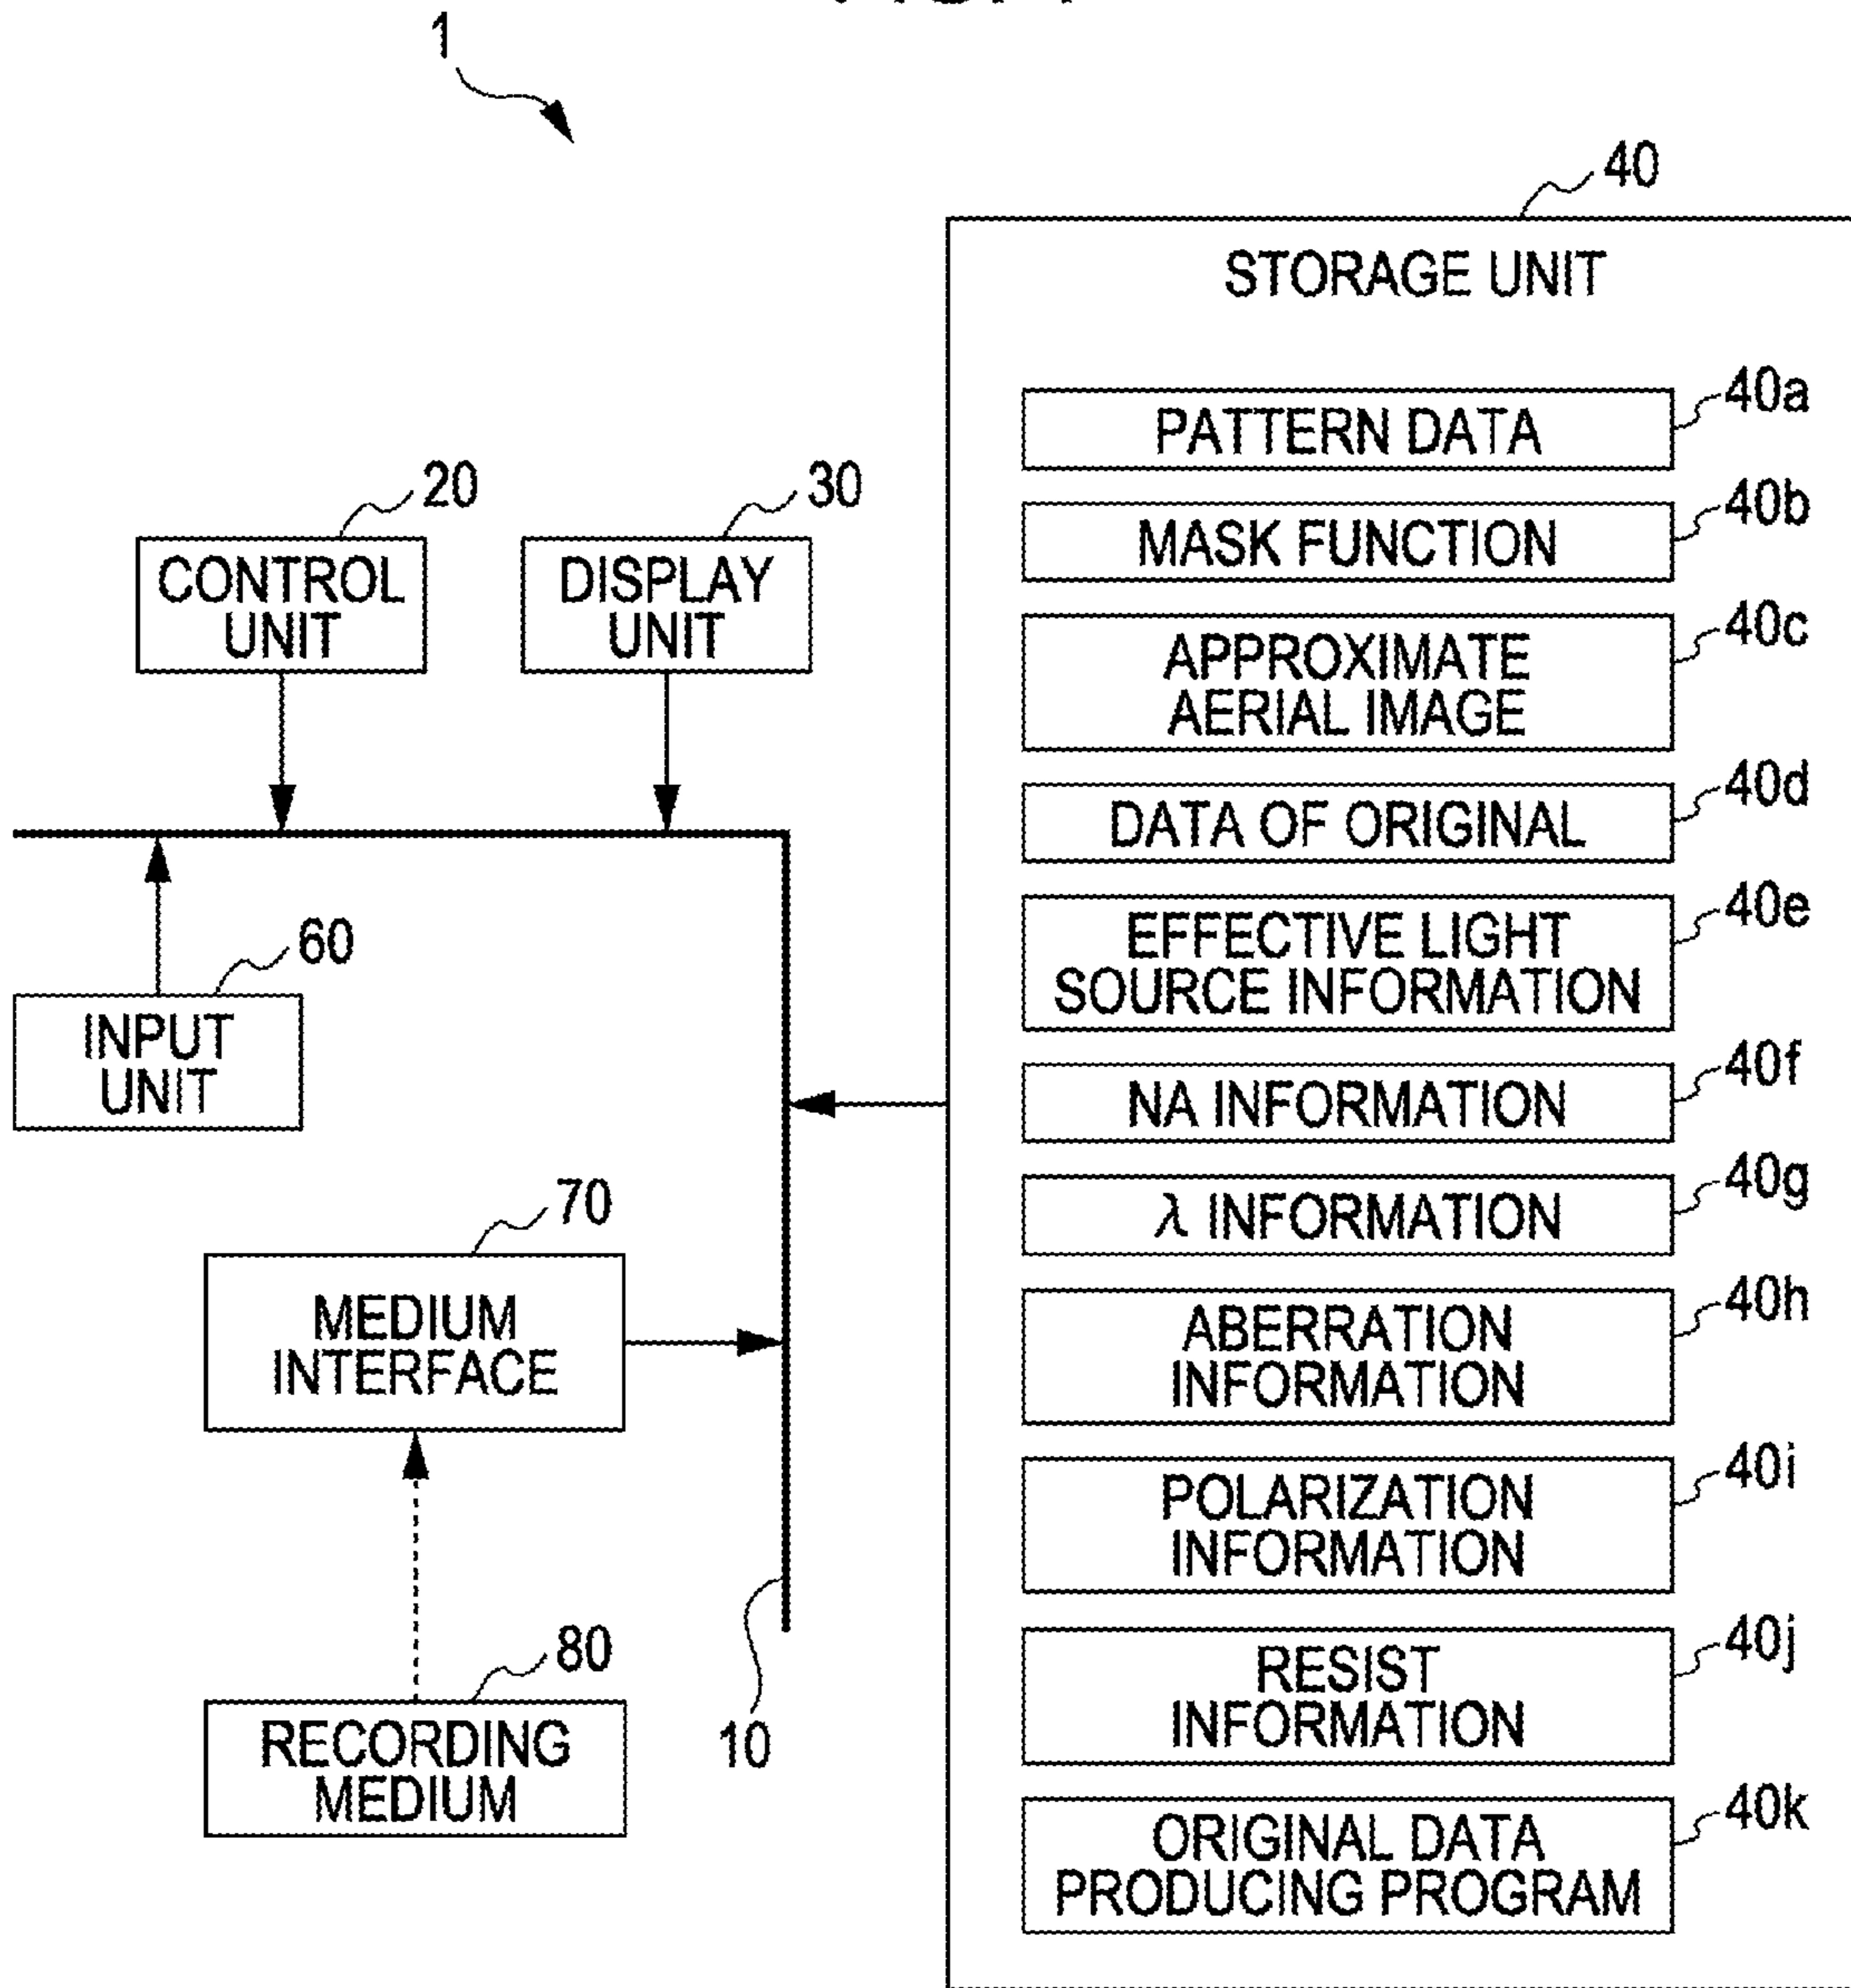 1
40
STORAGE UNIT
40a
PATTERN DATA
40b
MASK FUNCTION
40c
APPROXIMATE
AERIAL IMAGE
40d
DATA OF ORIGINAL
40e
EFFECTIVE LIGHT
SOURCE INFORMATION
40f
NA INFORMATION
40g
λ INFORMATION
40h
ABERRATION
INFORMATION
40i
POLARIZATION
INFORMATION
40j
RESIST
INFORMATION
40k
ORIGINAL DATA
PRODUCING PROGRAM
20
CONTROL
UNIT
30
DISPLAY
UNIT
60
INPUT
UNIT
70
MEDIUM
INTERFACE
80
RECORDING
MEDIUM
10